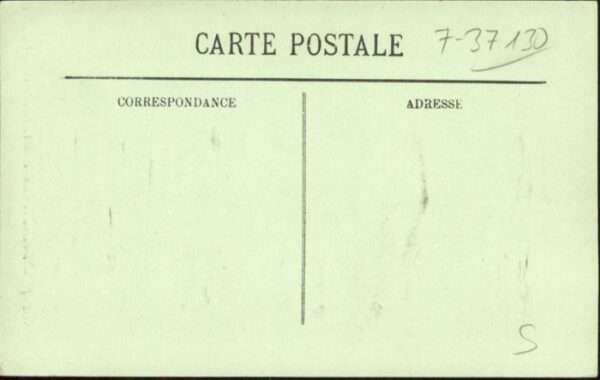 CARTE POSTALE 7-37130
CORRESPONDANCE
ADRESSE
S